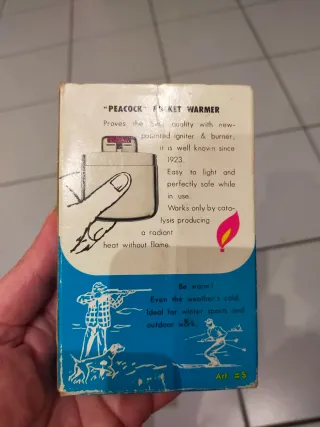 "PEACOCK" POCKET WARMER
Proves the best quality with new-
patented igniter & burner,
it is well known since
1923.
Easy to light and
perfectly safe while
in use.
Works only by cata-
lysis producing
a radiant
heat without flame.
Be warm!
Even the weather's cold
Ideal for winter sports and
outdoor work.
Art